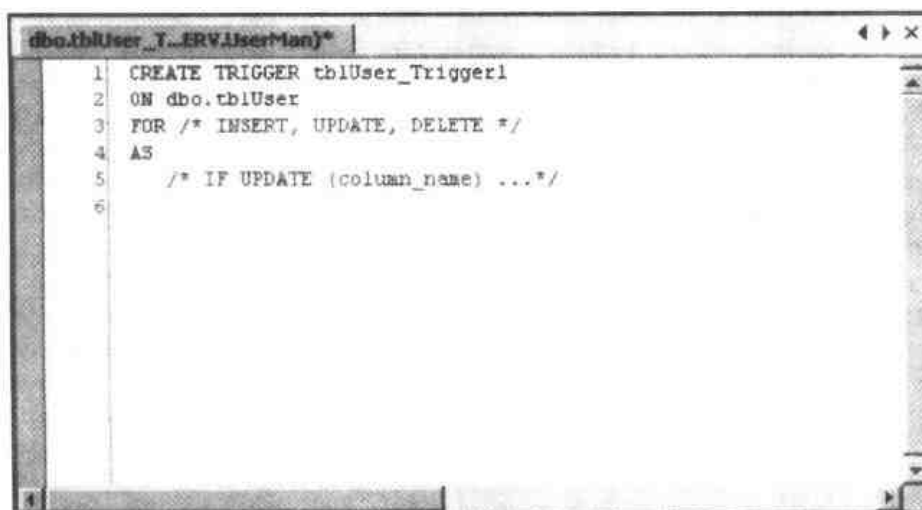 dbo.tblUser_T...ERV.UserMan)*
1 CREATE TRIGGER tblUser_Trigger1
2 ON dbo.tblUser
3 FOR /* INSERT, UPDATE, DELETE */
4 AS
5 /* IF UPDATE (column_name) ...*/
6